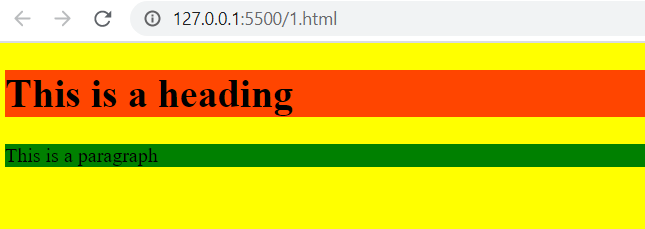 127.0.0.1:5500/1.html
This is a heading
This is a paragraph